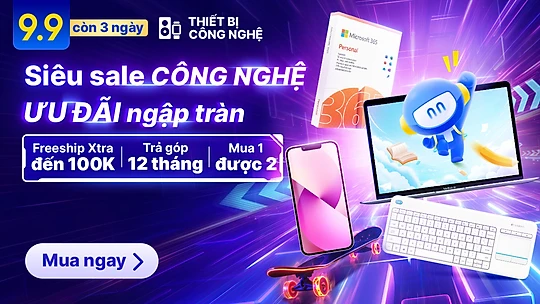 9.9
còn 3 ngày
THIẾT BỊ
CÔNG NGHỆ
Siêu sale CÔNG NGHỆ
ƯU ĐÃI ngập tràn
Freeship Xtra
đến 100K
Trả góp
12 tháng
Mua 1
được 2
Mua ngay
Microsoft 365
Personal
365